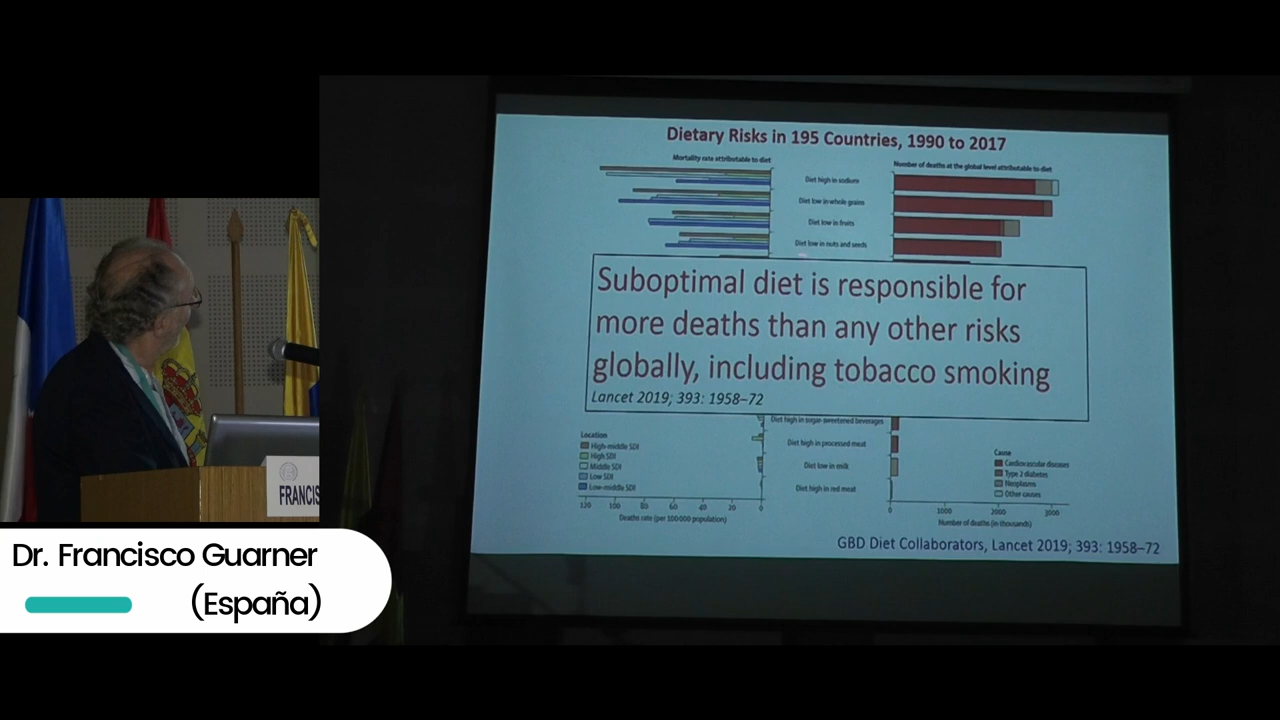 Dietary Risks in 195 Countries, 1990 to 2017
Mortality rate attributable to diet
Number of deaths at the global level attributable to diet
Diet high in sodium
Diet low in whole grains
Diet low in fruits
Diet low in nuts and seeds
Suboptimal diet is responsible for
more deaths than any other risks
globally, including tobacco smoking
Lancet 2019; 393: 1958–72
Diet high in sugar-sweetened beverages
Diet high in processed meat
Diet low in milk
Diet high in red meat
Location
High-middle SDI
High SDI
Middle SDI
Low SDI
Low-middle SDI
120 100 80 60 40 20 0
Deaths rate (per 100 000 population)
Cause
Cardiovascular diseases
Type 2 diabetes
Neoplasms
Other causes
0 1000 2000 3000
Number of deaths (in thousands)
GBD Diet Collaborators, Lancet 2019; 393: 1958–72
FRANCIS
Dr. Francisco Guarner
(España)